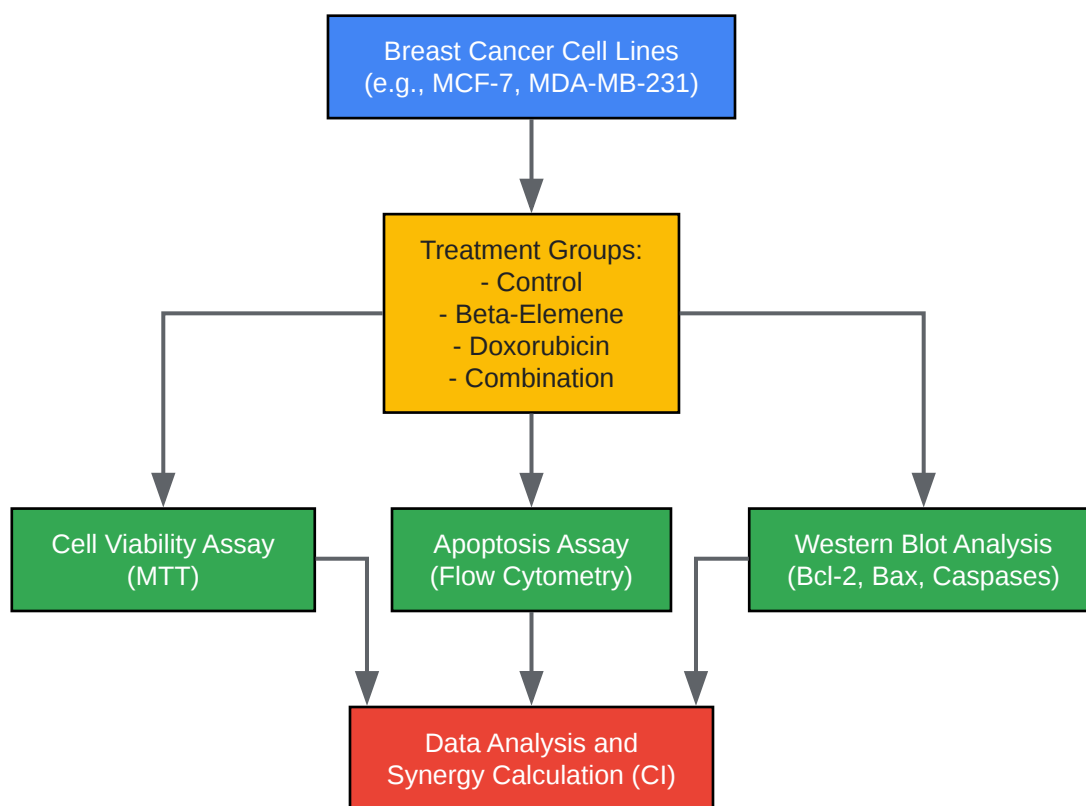 Breast Cancer Cell Lines
(e.g., MCF-7, MDA-MB-231)
Treatment Groups:
- Control
- Beta-Elemene
- Doxorubicin
- Combination
Cell Viability Assay
(MTT)
Apoptosis Assay
(Flow Cytometry)
Western Blot Analysis
(Bcl-2, Bax, Caspases)
Data Analysis and
Synergy Calculation (CI)